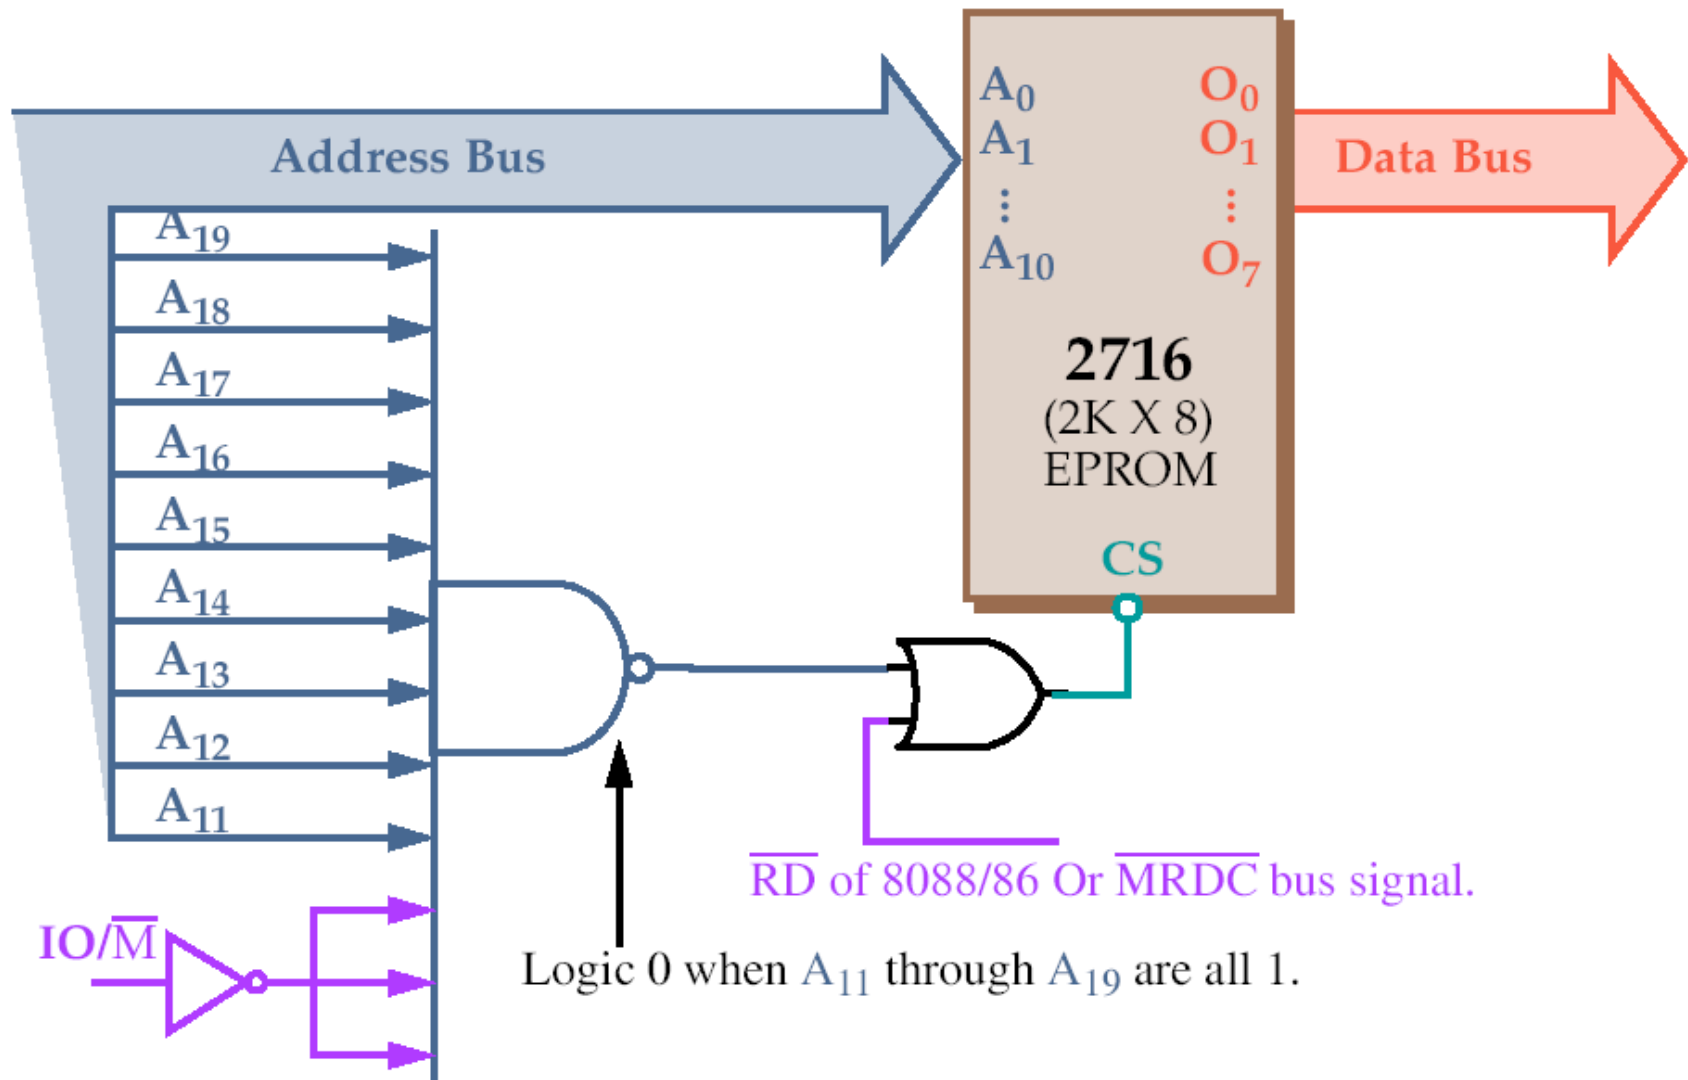 Address Bus
A₀ O₀
A₁ O₁
⋮ ⋮
A₁₀ O₇
Data Bus
2716
(2K X 8)
EPROM
CS
A₁₉
A₁₈
A₁₇
A₁₆
A₁₅
A₁₄
A₁₃
A₁₂
A₁₁
IO/M̅
R̅D̅ of 8088/86 Or M̅R̅D̅C̅ bus signal.
Logic 0 when A₁₁ through A₁₉ are all 1.